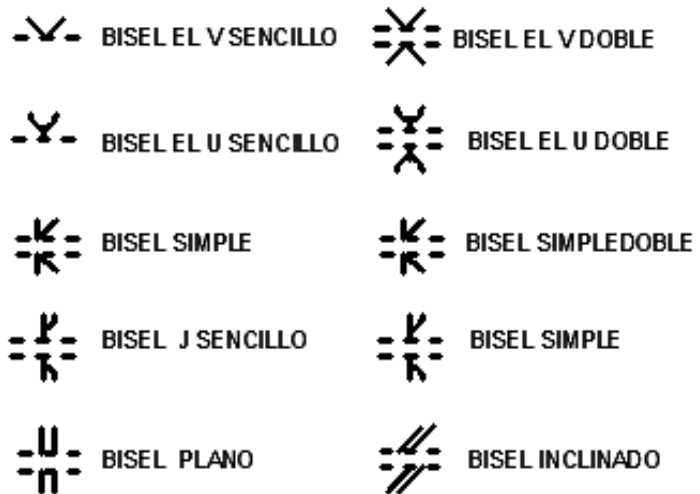 BISEL EL V SENCILLO
BISEL EL V DOBLE
BISEL EL U SENCILLO
BISEL EL U DOBLE
BISEL SIMPLE
BISEL SIMPLEDOBLE
BISEL J SENCILLO
BISEL SIMPLE
BISEL PLANO
BISEL INCLINADO